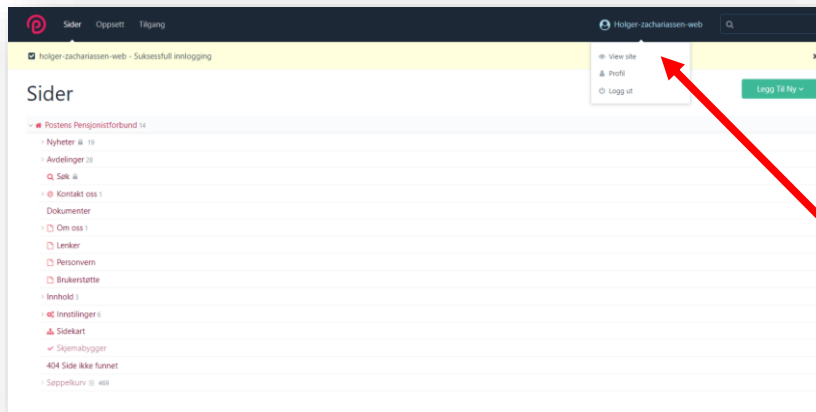 Sider Oppsett Tilgang Holger-zachariassen-web
holger-zachariassen-web - Suksessfull innlogging
View site
Profil
Logg ut
Sider
Legg Til Ny
Postens Pensjonistforbund 14
Nyheter 19
Avdelinger 28
Søk
Kontakt oss 1
Dokumenter
Om oss 1
Lenker
Personvern
Brukerstøtte
Innhold 3
Innstilinger 6
Sidekart
Skjemabygger
404 Side ikke funnet
Søppelkurv 469